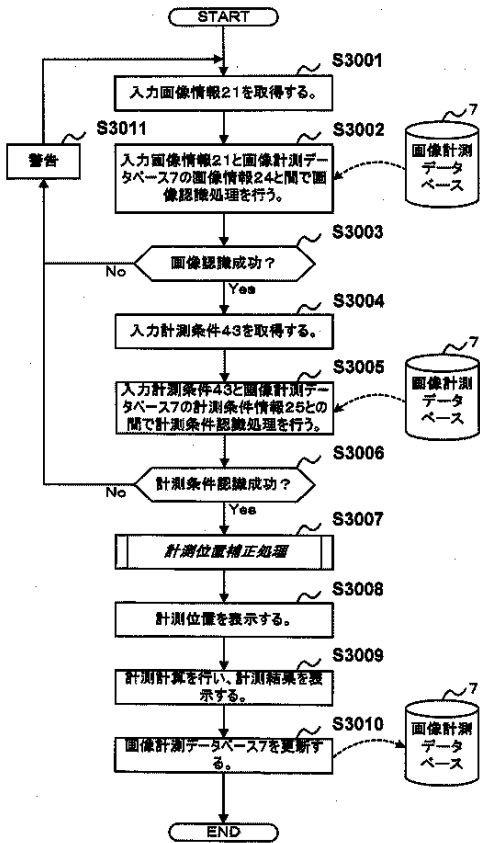 START
S3001
入力画像情報21を取得する。
S3011
警告
S3002
入力画像情報21と画像計測デー
タベース7の画像情報24と間で画
像認識処理を行う。
7
画像計測
データ
ベース
S3003
画像認識成功？
No
Yes
S3004
入力計測条件43を取得する。
S3005
入力計測条件43と画像計測デー
タベース7の計測条件情報25との
間で計測条件認識処理を行う。
7
画像計測
データ
ベース
S3006
計測条件認識成功？
No
Yes
S3007
計測位置補正処理
S3008
計測位置を表示する。
S3009
計測計算を行い、計測結果を表
示する。
S3010
画像計測データベース7を更新す
る。
7
画像計測
データ
ベース
END